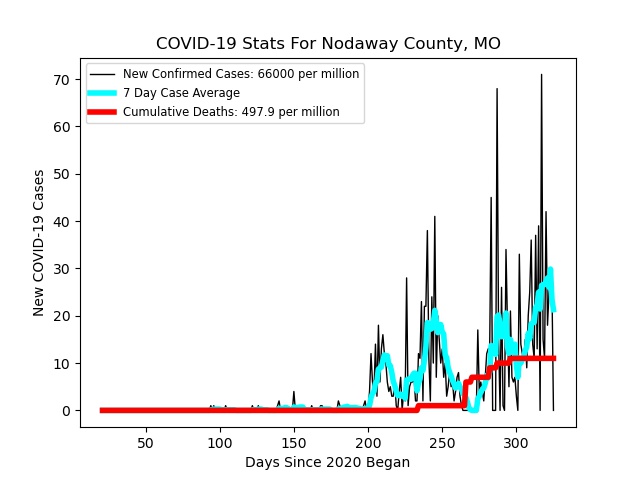 COVID-19 Stats For Nodaway County, MO
New Confirmed Cases: 66000 per million
7 Day Case Average
Cumulative Deaths: 497.9 per million
New COVID-19 Cases
70
60
50
40
30
20
10
0
50 100 150 200 250 300
Days Since 2020 Began